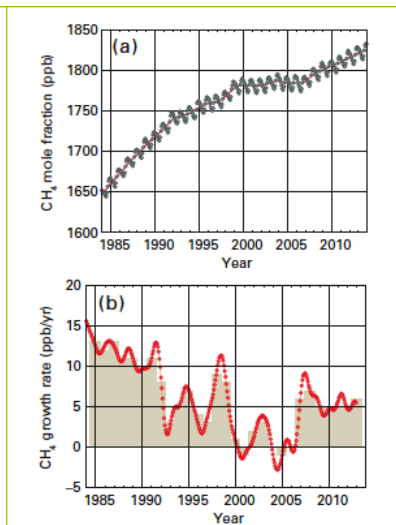 (a)
CH₄ mole fraction (ppb)
1850
1800
1750
1700
1650
1600
1985 1990 1995 2000 2005 2010
Year
(b)
CH₄ growth rate (ppb/yr)
20
15
10
5
0
−5
1985 1990 1995 2000 2005 2010
Year